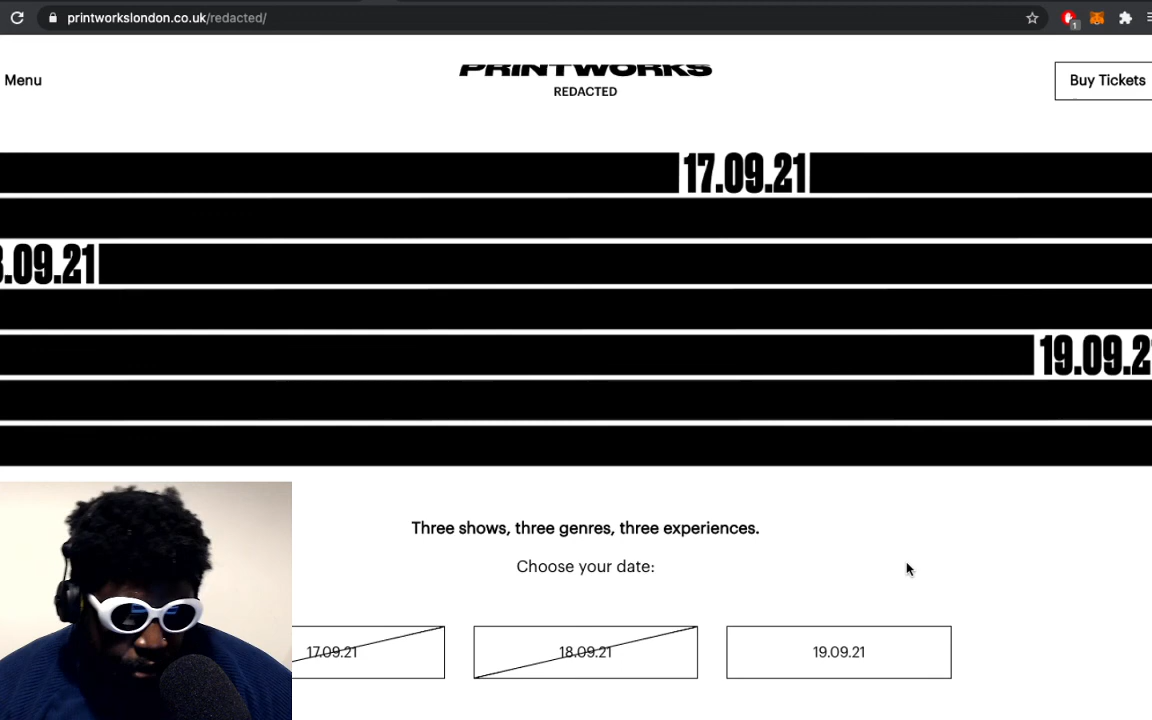 printworkslondon.co.uk/redacted/
1
Menu
PRINTWORKS
REDACTED
Buy Tickets
17.09.21
.09.21
19.09.2
Three shows, three genres, three experiences.
Choose your date:
17.09.21
18.09.21
19.09.21